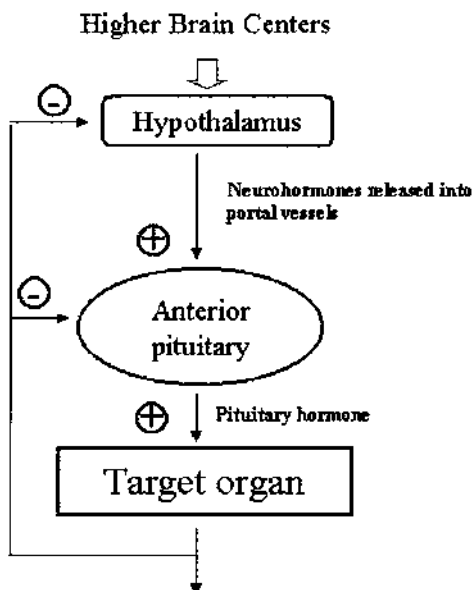 Higher Brain Centers
-
Hypothalamus
Neurohormones released into
portal vessels
+
-
Anterior
pituitary
+
Pituitary hormone
Target organ